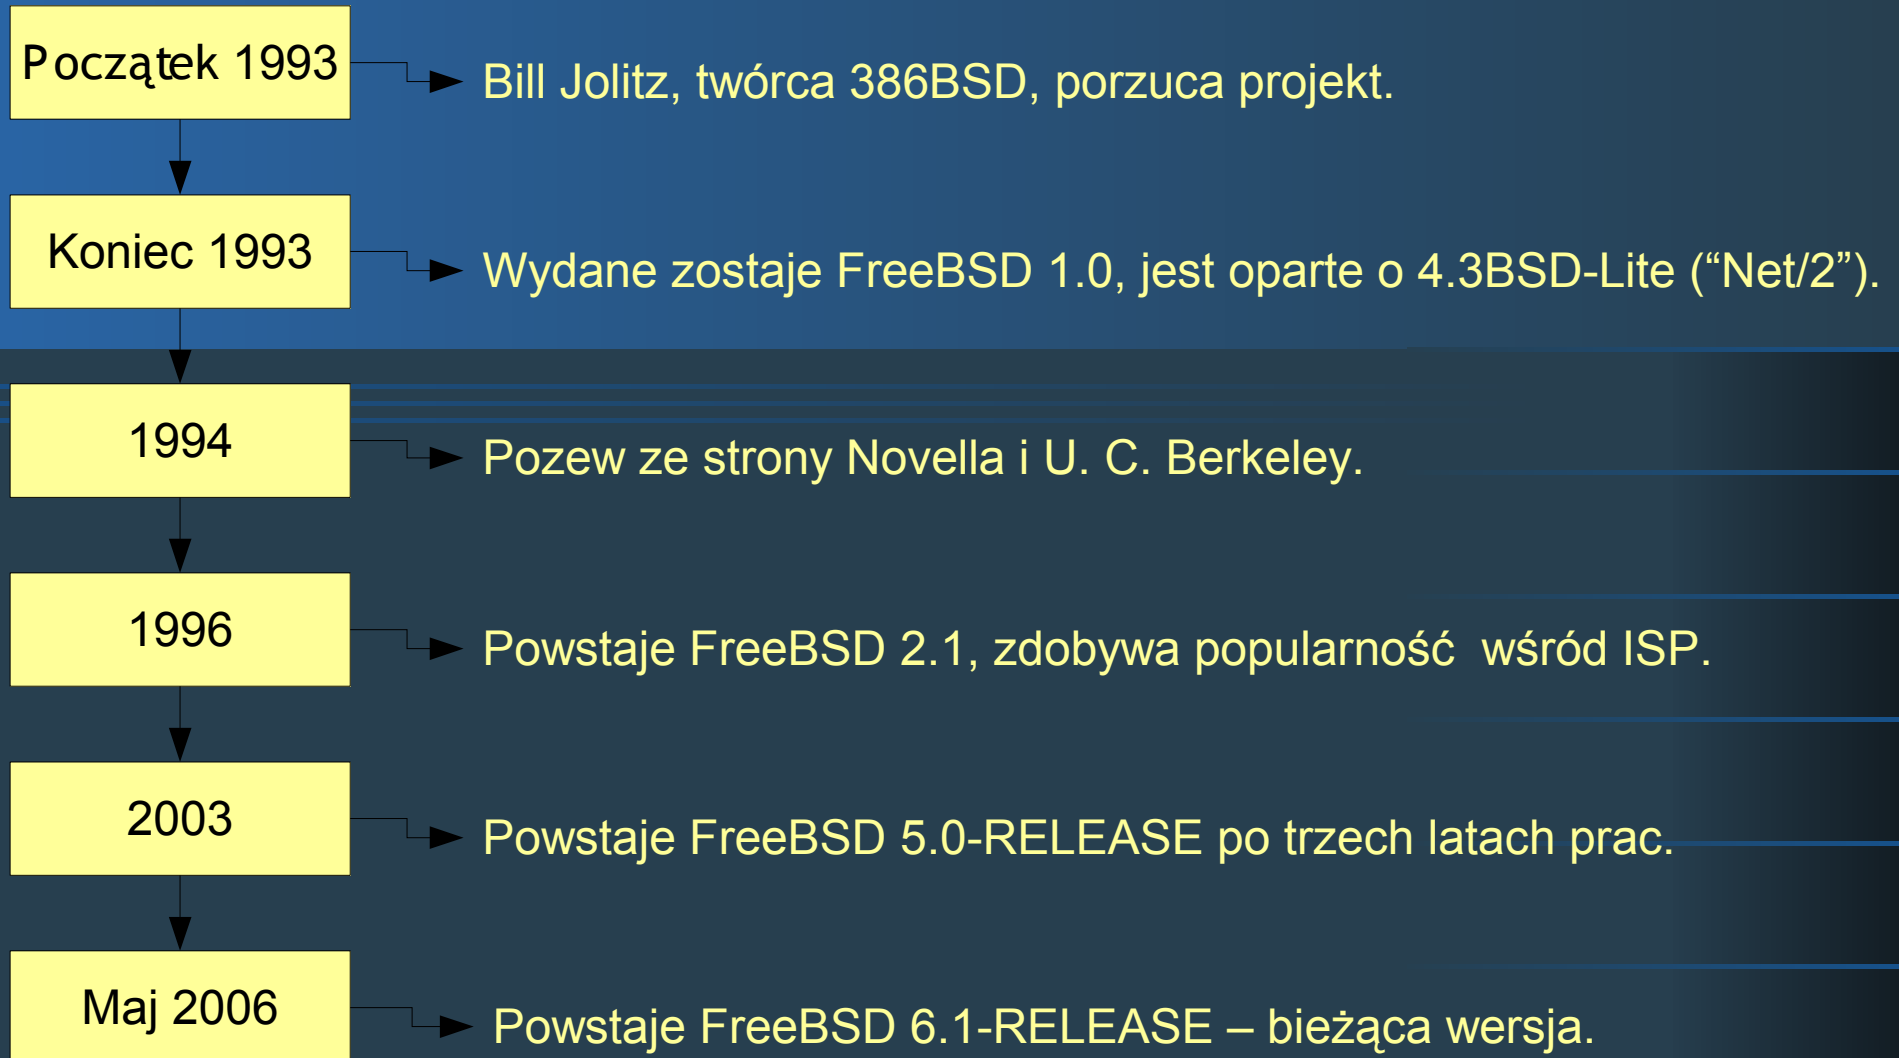 Początek 1993
Bill Jolitz, twórca 386BSD, porzuca projekt.
Koniec 1993
Wydane zostaje FreeBSD 1.0, jest oparte o 4.3BSD-Lite (“Net/2”).
1994
Pozew ze strony Novella i U. C. Berkeley.
1996
Powstaje FreeBSD 2.1, zdobywa popularność wśród ISP.
2003
Powstaje FreeBSD 5.0-RELEASE po trzech latach prac.
Maj 2006
Powstaje FreeBSD 6.1-RELEASE – bieżąca wersja.